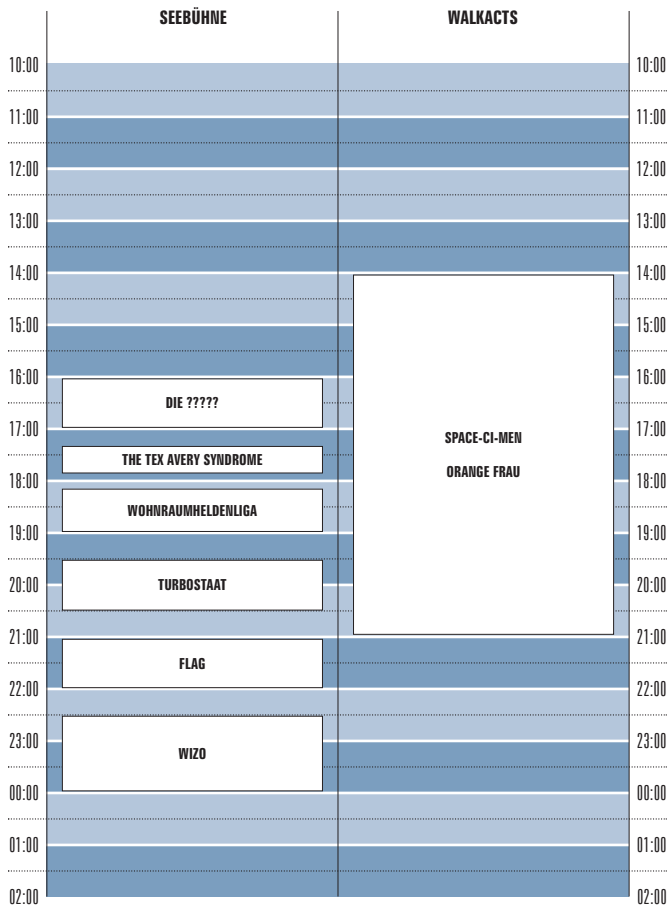 SEEBÜHNE WALKACTS
10:00 10:00
11:00 11:00
12:00 12:00
13:00 13:00
14:00 14:00
15:00 15:00
16:00 16:00
DIE ?????
17:00 17:00
SPACE-CI-MEN
THE TEX AVERY SYNDROME
ORANGE FRAU
18:00 18:00
WOHNRAUMHELDENLIGA
19:00 19:00
20:00 TURBOSTAAT 20:00
21:00 21:00
FLAG
22:00 22:00
23:00 23:00
WIZO
00:00 00:00
01:00 01:00
02:00 02:00